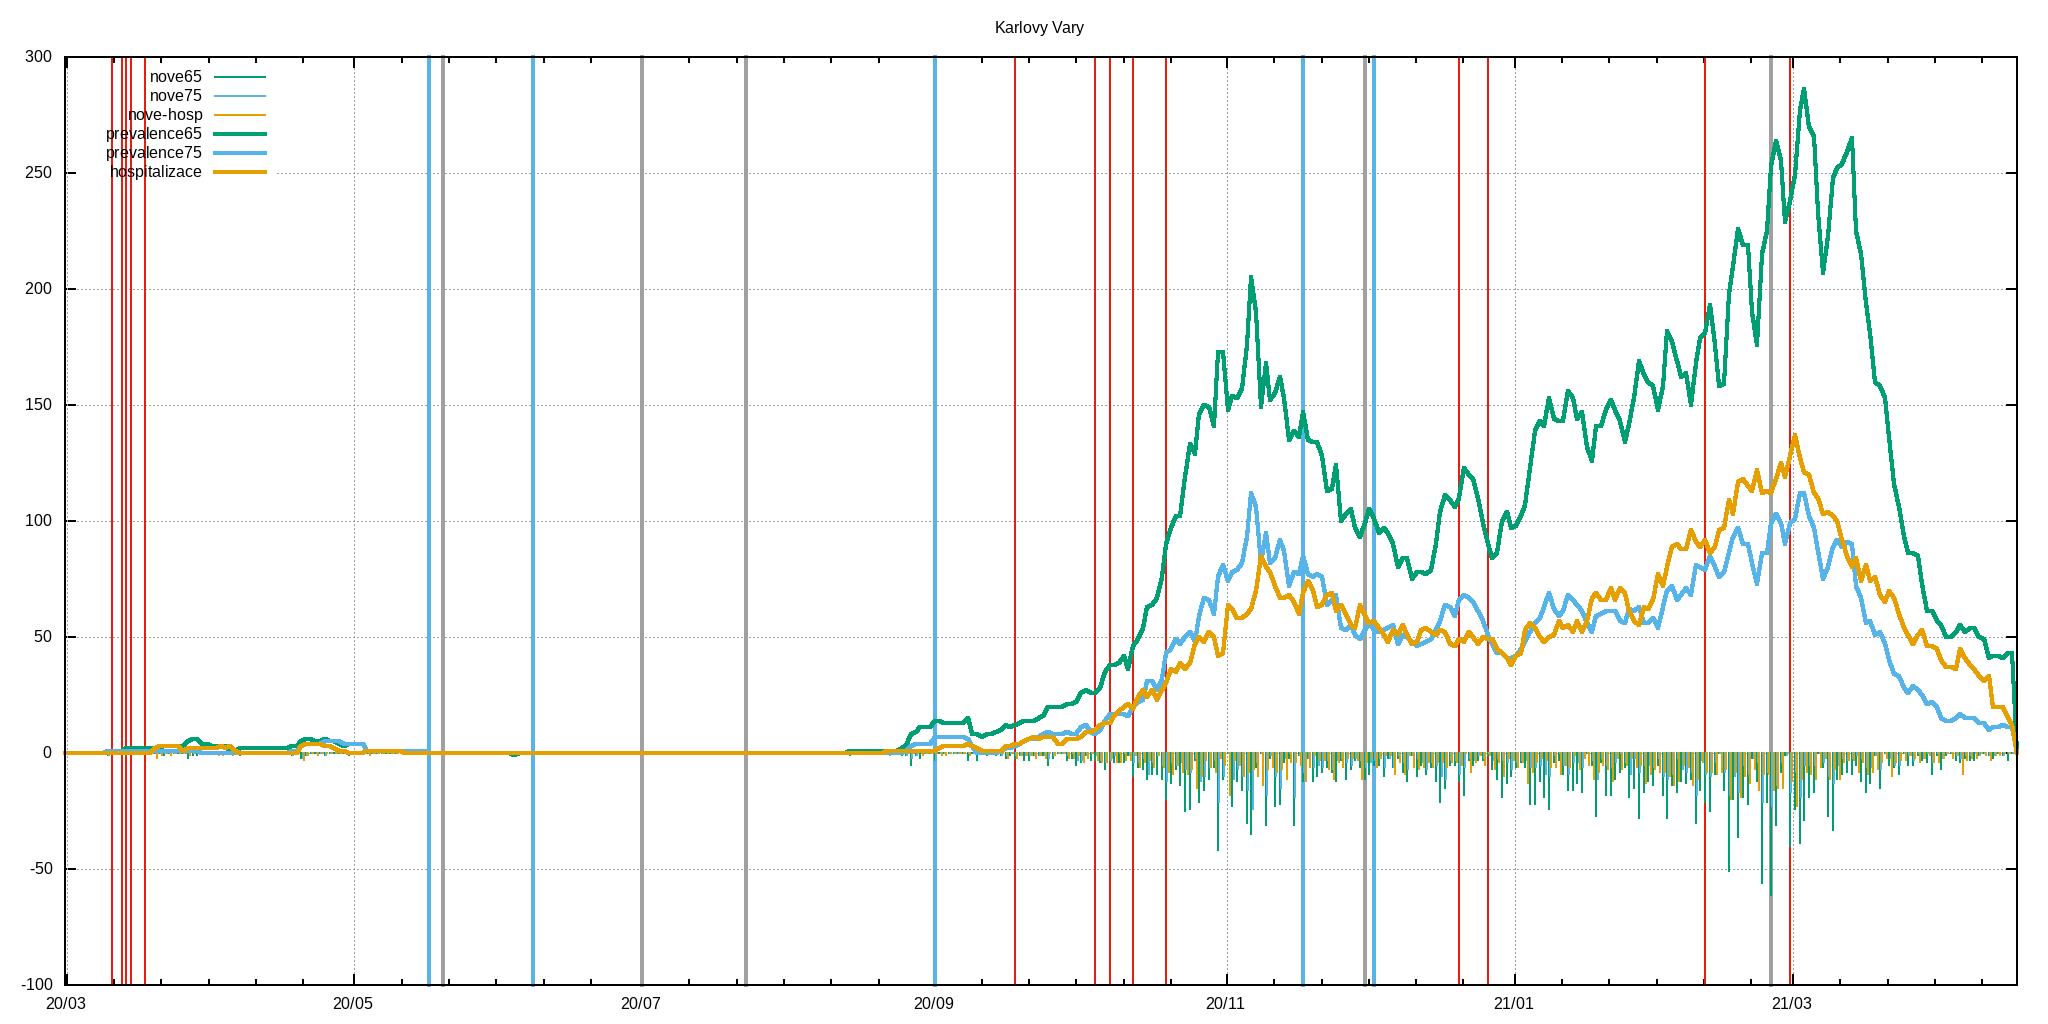 Karlovy Vary
300
nove65
nove75
nove-hosp
prevalence65
prevalence75
hospitalizace
250
200
150
100
50
0
-50
-100
20/03 20/05 20/07 20/09 20/11 21/01 21/03